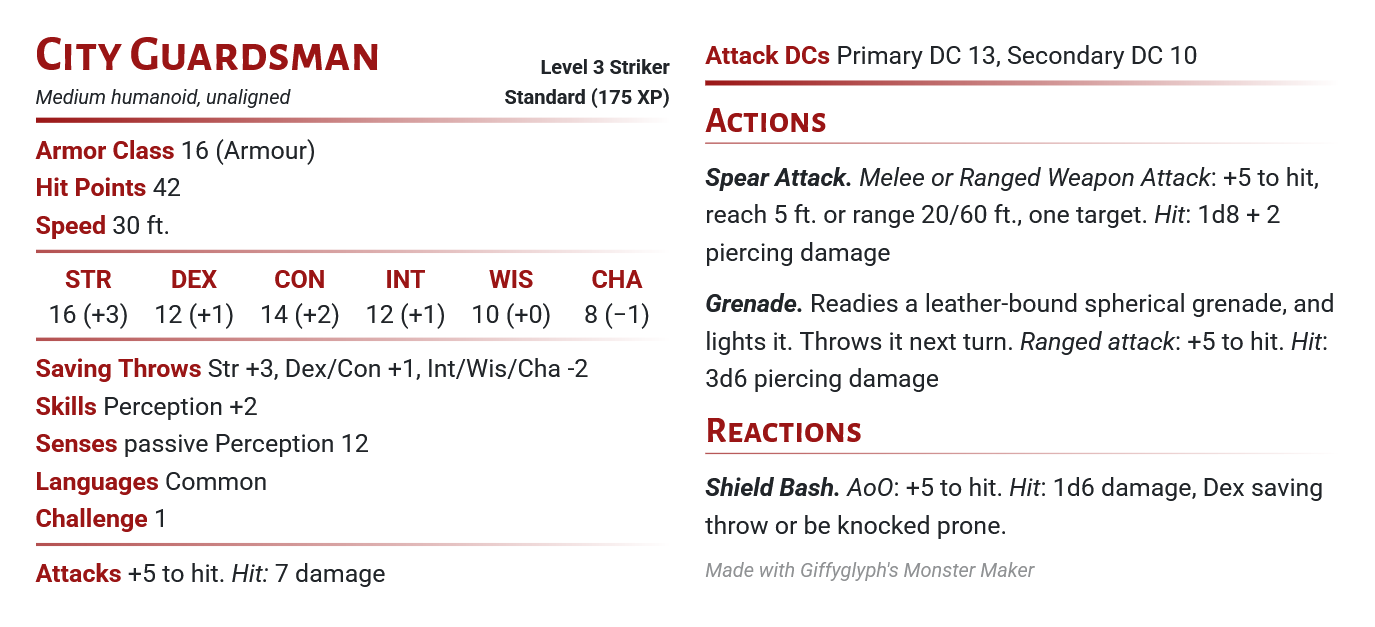 City Guardsman
Level 3 Striker
Medium humanoid, unaligned
Standard (175 XP)
Armor Class 16 (Armour)
Hit Points 42
Speed 30 ft.
STR DEX CON INT WIS CHA
16 (+3) 12 (+1) 14 (+2) 12 (+1) 10 (+0) 8 (−1)
Saving Throws Str +3, Dex/Con +1, Int/Wis/Cha -2
Skills Perception +2
Senses passive Perception 12
Languages Common
Challenge 1
Attacks +5 to hit. Hit: 7 damage
Attack DCs Primary DC 13, Secondary DC 10
Actions
Spear Attack. Melee or Ranged Weapon Attack: +5 to hit,
reach 5 ft. or range 20/60 ft., one target. Hit: 1d8 + 2
piercing damage
Grenade. Readies a leather-bound spherical grenade, and
lights it. Throws it next turn. Ranged attack: +5 to hit. Hit:
3d6 piercing damage
Reactions
Shield Bash. AoO: +5 to hit. Hit: 1d6 damage, Dex saving
throw or be knocked prone.
Made with Giffyglyph's Monster Maker